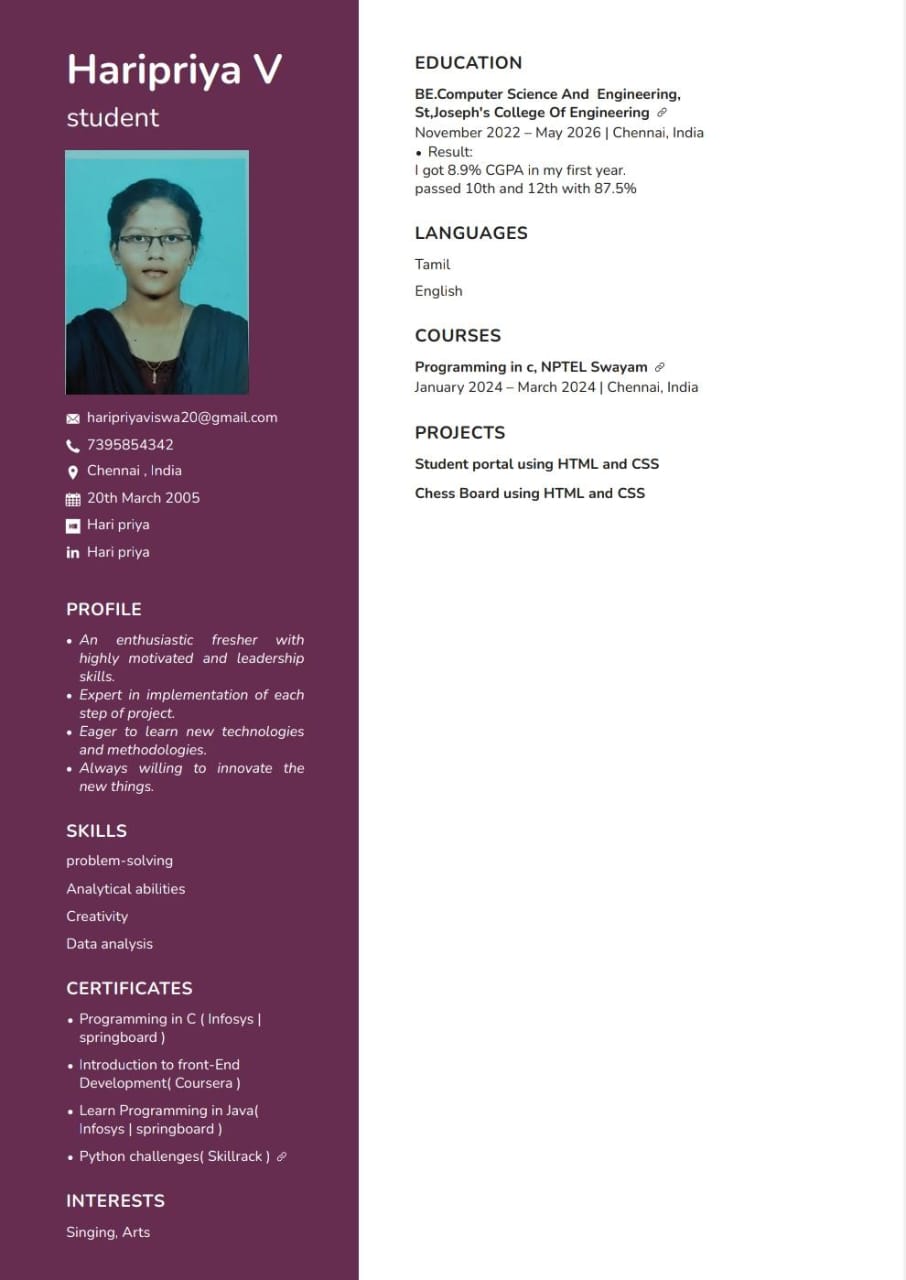 Haripriya V
student
haripriyaviswa20@gmail.com
7395854342
Chennai , India
20th March 2005
Hari priya
in Hari priya
PROFILE
• An enthusiastic fresher with
highly motivated and leadership
skills.
• Expert in implementation of each
step of project.
• Eager to learn new technologies
and methodologies.
• Always willing to innovate the
new things.
SKILLS
problem-solving
Analytical abilities
Creativity
Data analysis
CERTIFICATES
• Programming in C ( Infosys |
springboard )
• Introduction to front-End
Development( Coursera )
• Learn Programming in Java(
Infosys | springboard )
• Python challenges( Skillrack )
INTERESTS
Singing, Arts
EDUCATION
BE.Computer Science And  Engineering,
St,Joseph's College Of Engineering
November 2022 – May 2026 | Chennai, India
• Result:
I got 8.9% CGPA in my first year.
passed 10th and 12th with 87.5%
LANGUAGES
Tamil
English
COURSES
Programming in c, NPTEL Swayam
January 2024 – March 2024 | Chennai, India
PROJECTS
Student portal using HTML and CSS
Chess Board using HTML and CSS